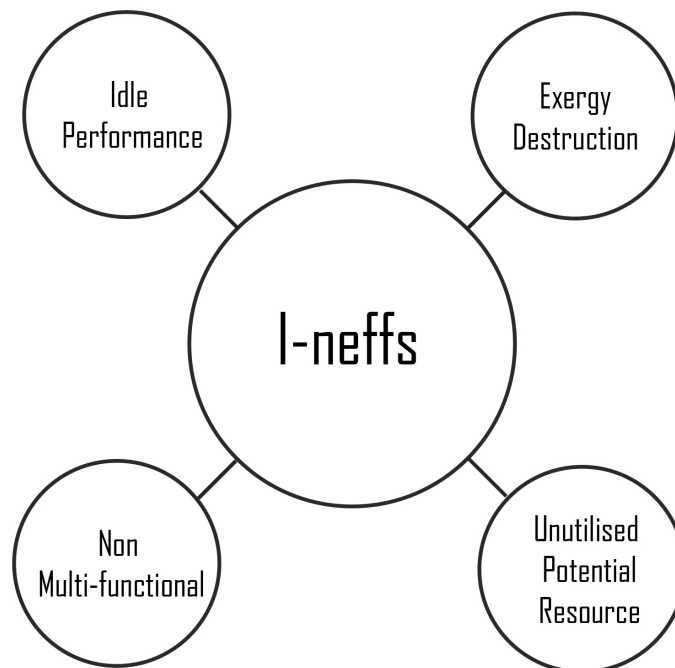 Idle
Performance
Exergy
Destruction
I-neffs
Non
Multi-functional
Unutilised
Potential
Resource